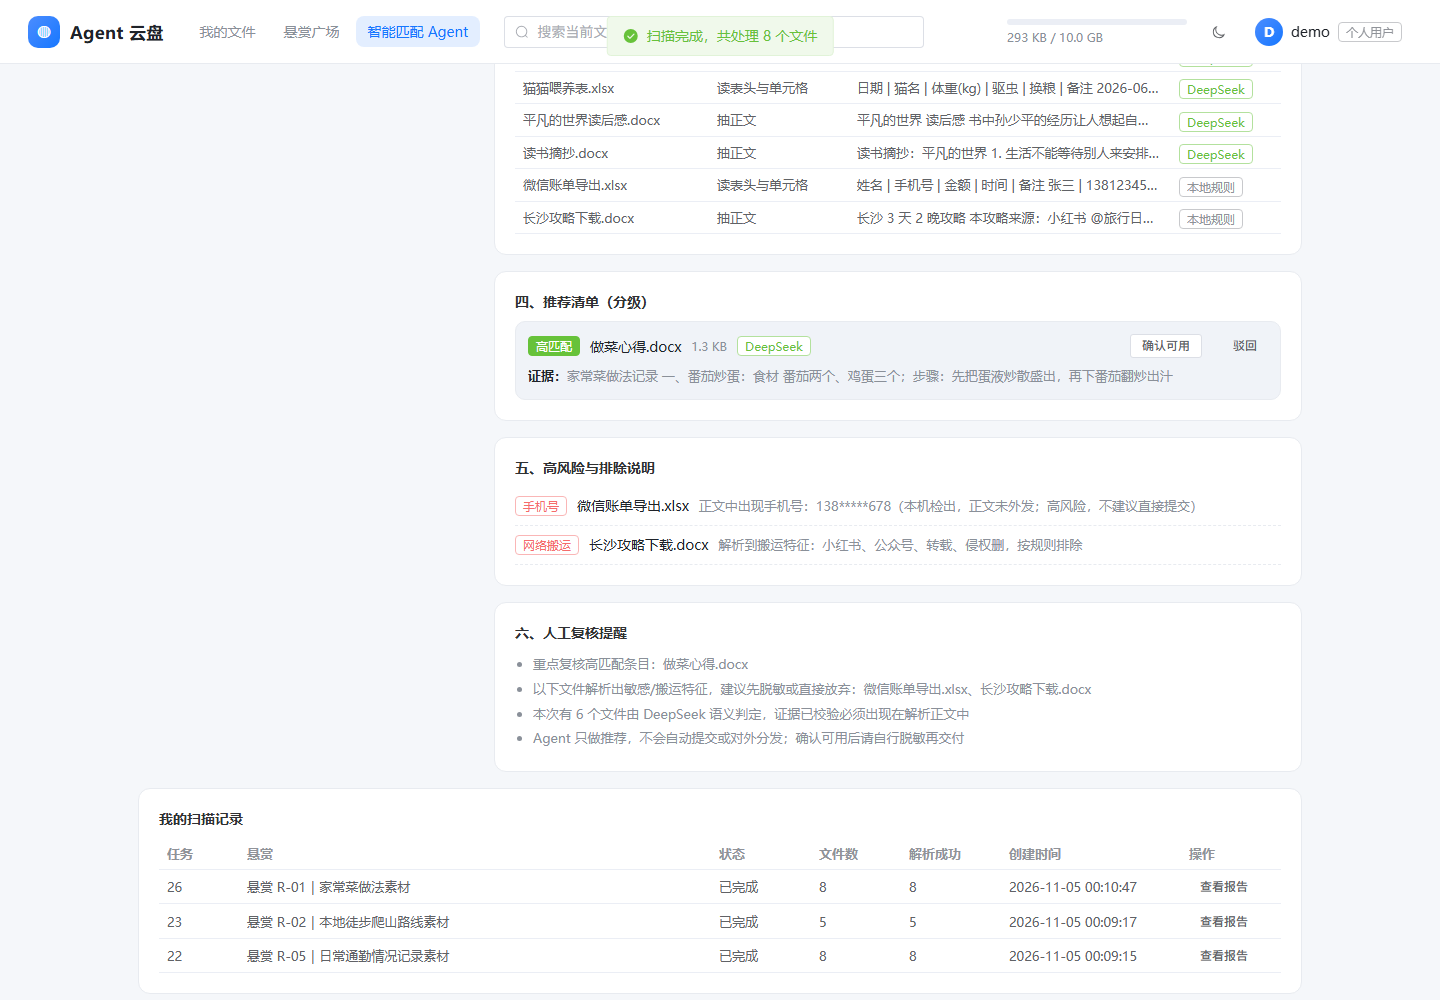 Agent 云盘
我的文件
悬赏广场
智能匹配 Agent
搜索当前文
扫描完成，共处理 8 个文件
293 KB / 10.0 GB
D
demo
个人用户
猫猫喂养表.xlsx 读表头与单元格 日期 | 猫名 | 体重(kg) | 驱虫 | 换粮 | 备注 2026-06... DeepSeek
平凡的世界读后感.docx 抽正文 平凡的世界 读后感 书中孙少平的经历让人想起自... DeepSeek
读书摘抄.docx 抽正文 读书摘抄：平凡的世界 1. 生活不能等待别人来安排... DeepSeek
微信账单导出.xlsx 读表头与单元格 姓名 | 手机号 | 金额 | 时间 | 备注 张三 | 13812345... 本地规则
长沙攻略下载.docx 抽正文 长沙 3 天 2 晚攻略 本攻略来源：小红书 @旅行日... 本地规则
四、推荐清单（分级）
高匹配 做菜心得.docx 1.3 KB DeepSeek 确认可用 驳回
证据：家常菜做法记录 一、番茄炒蛋：食材 番茄两个、鸡蛋三个；步骤：先把蛋液炒散盛出，再下番茄翻炒出汁
五、高风险与排除说明
手机号 微信账单导出.xlsx 正文中出现手机号：138*****678（本机检出，正文未外发；高风险，不建议直接提交）
网络搬运 长沙攻略下载.docx 解析到搬运特征：小红书、公众号、转载、侵权删，按规则排除
六、人工复核提醒
重点复核高匹配条目：做菜心得.docx
以下文件解析出敏感/搬运特征，建议先脱敏或直接放弃：微信账单导出.xlsx、长沙攻略下载.docx
本次有 6 个文件由 DeepSeek 语义判定，证据已校验必须出现在解析正文中
Agent 只做推荐，不会自动提交或对外分发；确认可用后请自行脱敏再交付
我的扫描记录
任务 悬赏 状态 文件数 解析成功 创建时间 操作
26 悬赏 R-01 | 家常菜做法素材 已完成 8 8 2026-11-05 00:10:47 查看报告
23 悬赏 R-02 | 本地徒步爬山路线素材 已完成 5 5 2026-11-05 00:09:17 查看报告
22 悬赏 R-05 | 日常通勤情况记录素材 已完成 8 8 2026-11-05 00:09:15 查看报告